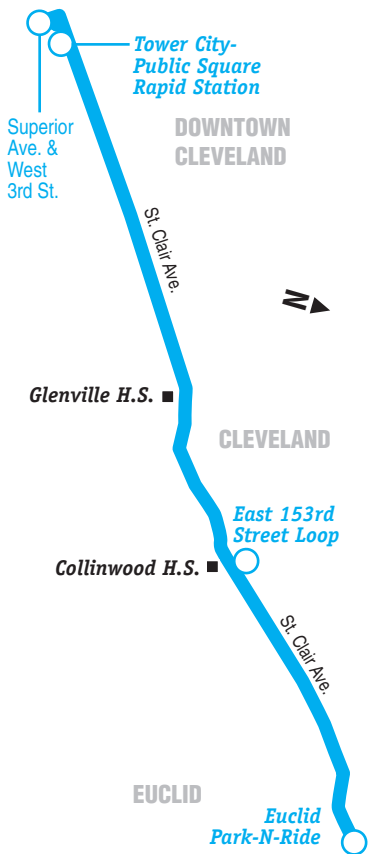 Tower City-
Public Square
Rapid Station
Superior
Ave. &
West
3rd St.
DOWNTOWN
CLEVELAND
St. Clair Ave.
N
Glenville H.S.
CLEVELAND
East 153rd
Street Loop
Collinwood H.S.
St. Clair Ave.
EUCLID
Euclid
Park-N-Ride